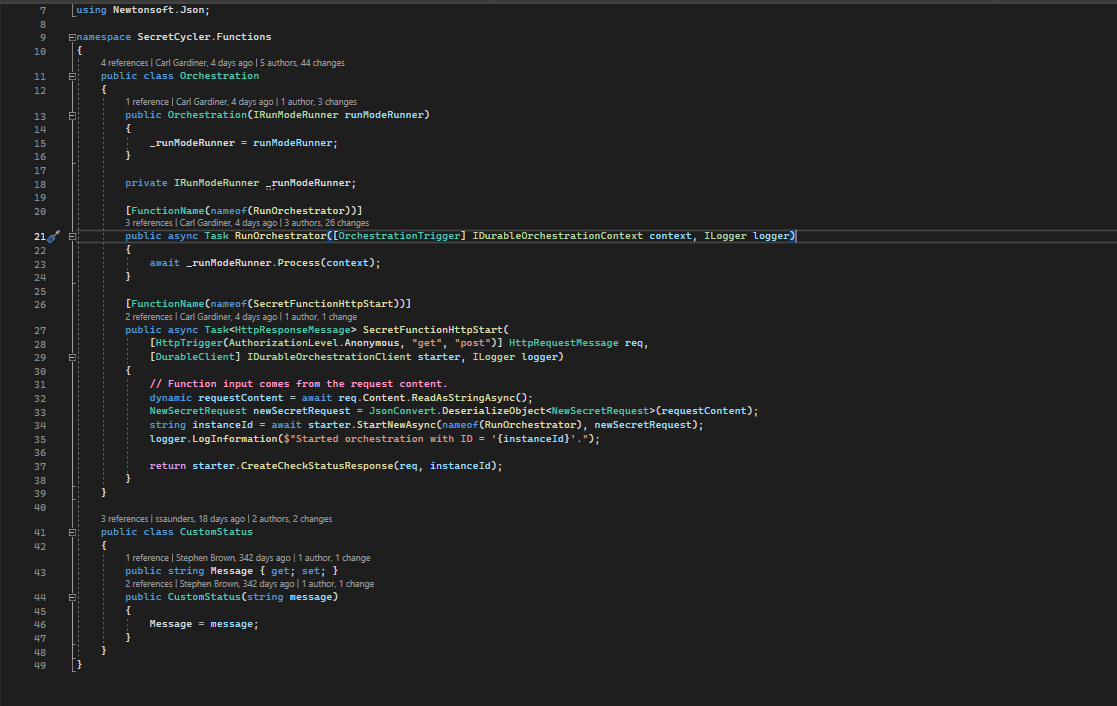 7 using Newtonsoft.Json;
8
9 namespace SecretCycler.Functions
10 {
4 references | Carl Gardiner, 4 days ago | 5 authors, 44 changes
11 public class Orchestration
12 {
1 reference | Carl Gardiner, 4 days ago | 1 author, 3 changes
13 public Orchestration(IRunModeRunner runModeRunner)
14 {
15 _runModeRunner = runModeRunner;
16 }
17
18 private IRunModeRunner _runModeRunner;
19
20 [FunctionName(nameof(RunOrchestrator))]
3 references | Carl Gardiner, 4 days ago | 3 authors, 26 changes
21 public async Task RunOrchestrator([OrchestrationTrigger] IDurableOrchestrationContext context, ILogger logger)
22 {
23 await _runModeRunner.Process(context);
24 }
25
26 [FunctionName(nameof(SecretFunctionHttpStart))]
2 references | Carl Gardiner, 4 days ago | 1 author, 1 change
27 public async Task<HttpResponseMessage> SecretFunctionHttpStart(
28 [HttpTrigger(AuthorizationLevel.Anonymous, "get", "post")] HttpRequestMessage req,
29 [DurableClient] IDurableOrchestrationClient starter, ILogger logger)
30 {
31 // Function input comes from the request content.
32 dynamic requestContent = await req.Content.ReadAsStringAsync();
33 NewSecretRequest newSecretRequest = JsonConvert.DeserializeObject<NewSecretRequest>(requestContent);
34 string instanceId = await starter.StartNewAsync(nameof(RunOrchestrator), newSecretRequest);
35 logger.LogInformation($"Started orchestration with ID = '{instanceId}'.");
36
37 return starter.CreateCheckStatusResponse(req, instanceId);
38 }
39 }
40
3 references | ssaunders, 18 days ago | 2 authors, 2 changes
41 public class CustomStatus
42 {
1 reference | Stephen Brown, 342 days ago | 1 author, 1 change
43 public string Message { get; set; }
2 references | Stephen Brown, 342 days ago | 1 author, 1 change
44 public CustomStatus(string message)
45 {
46 Message = message;
47 }
48 }
49 }